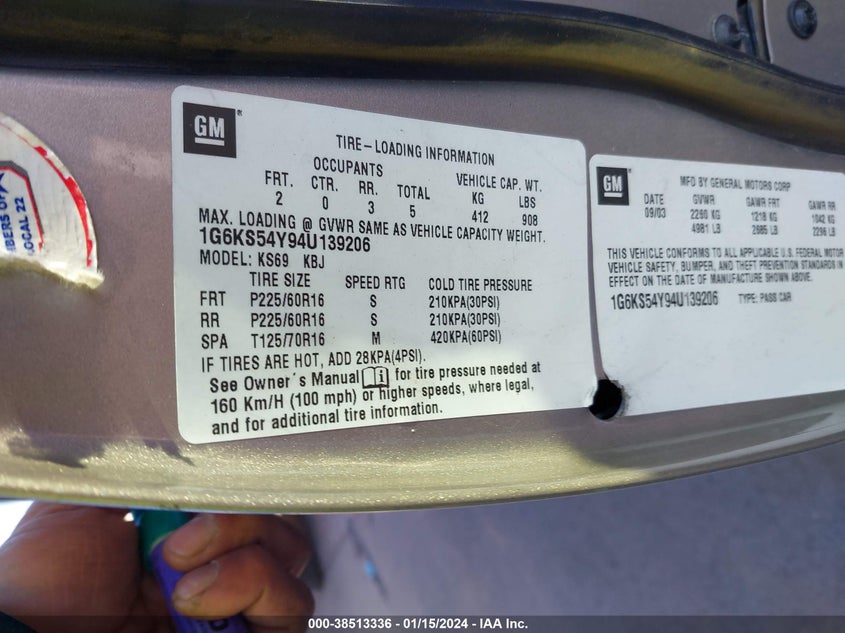 GM
TIRE-LOADING INFORMATION
OCCUPANTS
FRT. CTR. RR. TOTAL
2 0 3 5
VEHICLE CAP. WT.
KG LBS
412 908
MAX. LOADING @ GVWR SAME AS VEHICLE CAPACITY WEIGHT.
1G6KS54Y94U139206
MODEL: KS69 KBJ
TIRE SIZE SPEED RTG COLD TIRE PRESSURE
FRT P225/60R16 S 210KPA(30PSI)
RR P225/60R16 S 210KPA(30PSI)
SPA T125/70R16 M 420KPA(60PSI)
IF TIRES ARE HOT, ADD 28KPA(4PSI).
See Owner's Manual for tire pressure needed at
160 Km/H (100 mph) or higher speeds, where legal,
and for additional tire information.
GM
MFD BY GENERAL MOTORS CORP
DATE GVWR GAWR FRT GAWR RR
09/03 2260 KG 1218 KG 1042 KG
4981 LB 2685 LB 2296 LB
THIS VEHICLE CONFORMS TO ALL APPLICABLE U.S. FEDERAL MOTOR
VEHICLE SAFETY, BUMPER, AND THEFT PREVENTION STANDARDS IN
EFFECT ON THE DATE OF MANUFACTURE SHOWN ABOVE.
1G6KS54Y94U139206 TYPE: PASS CAR
LOCAL 22
000-38513336 - 01/15/2024 - IAA Inc.